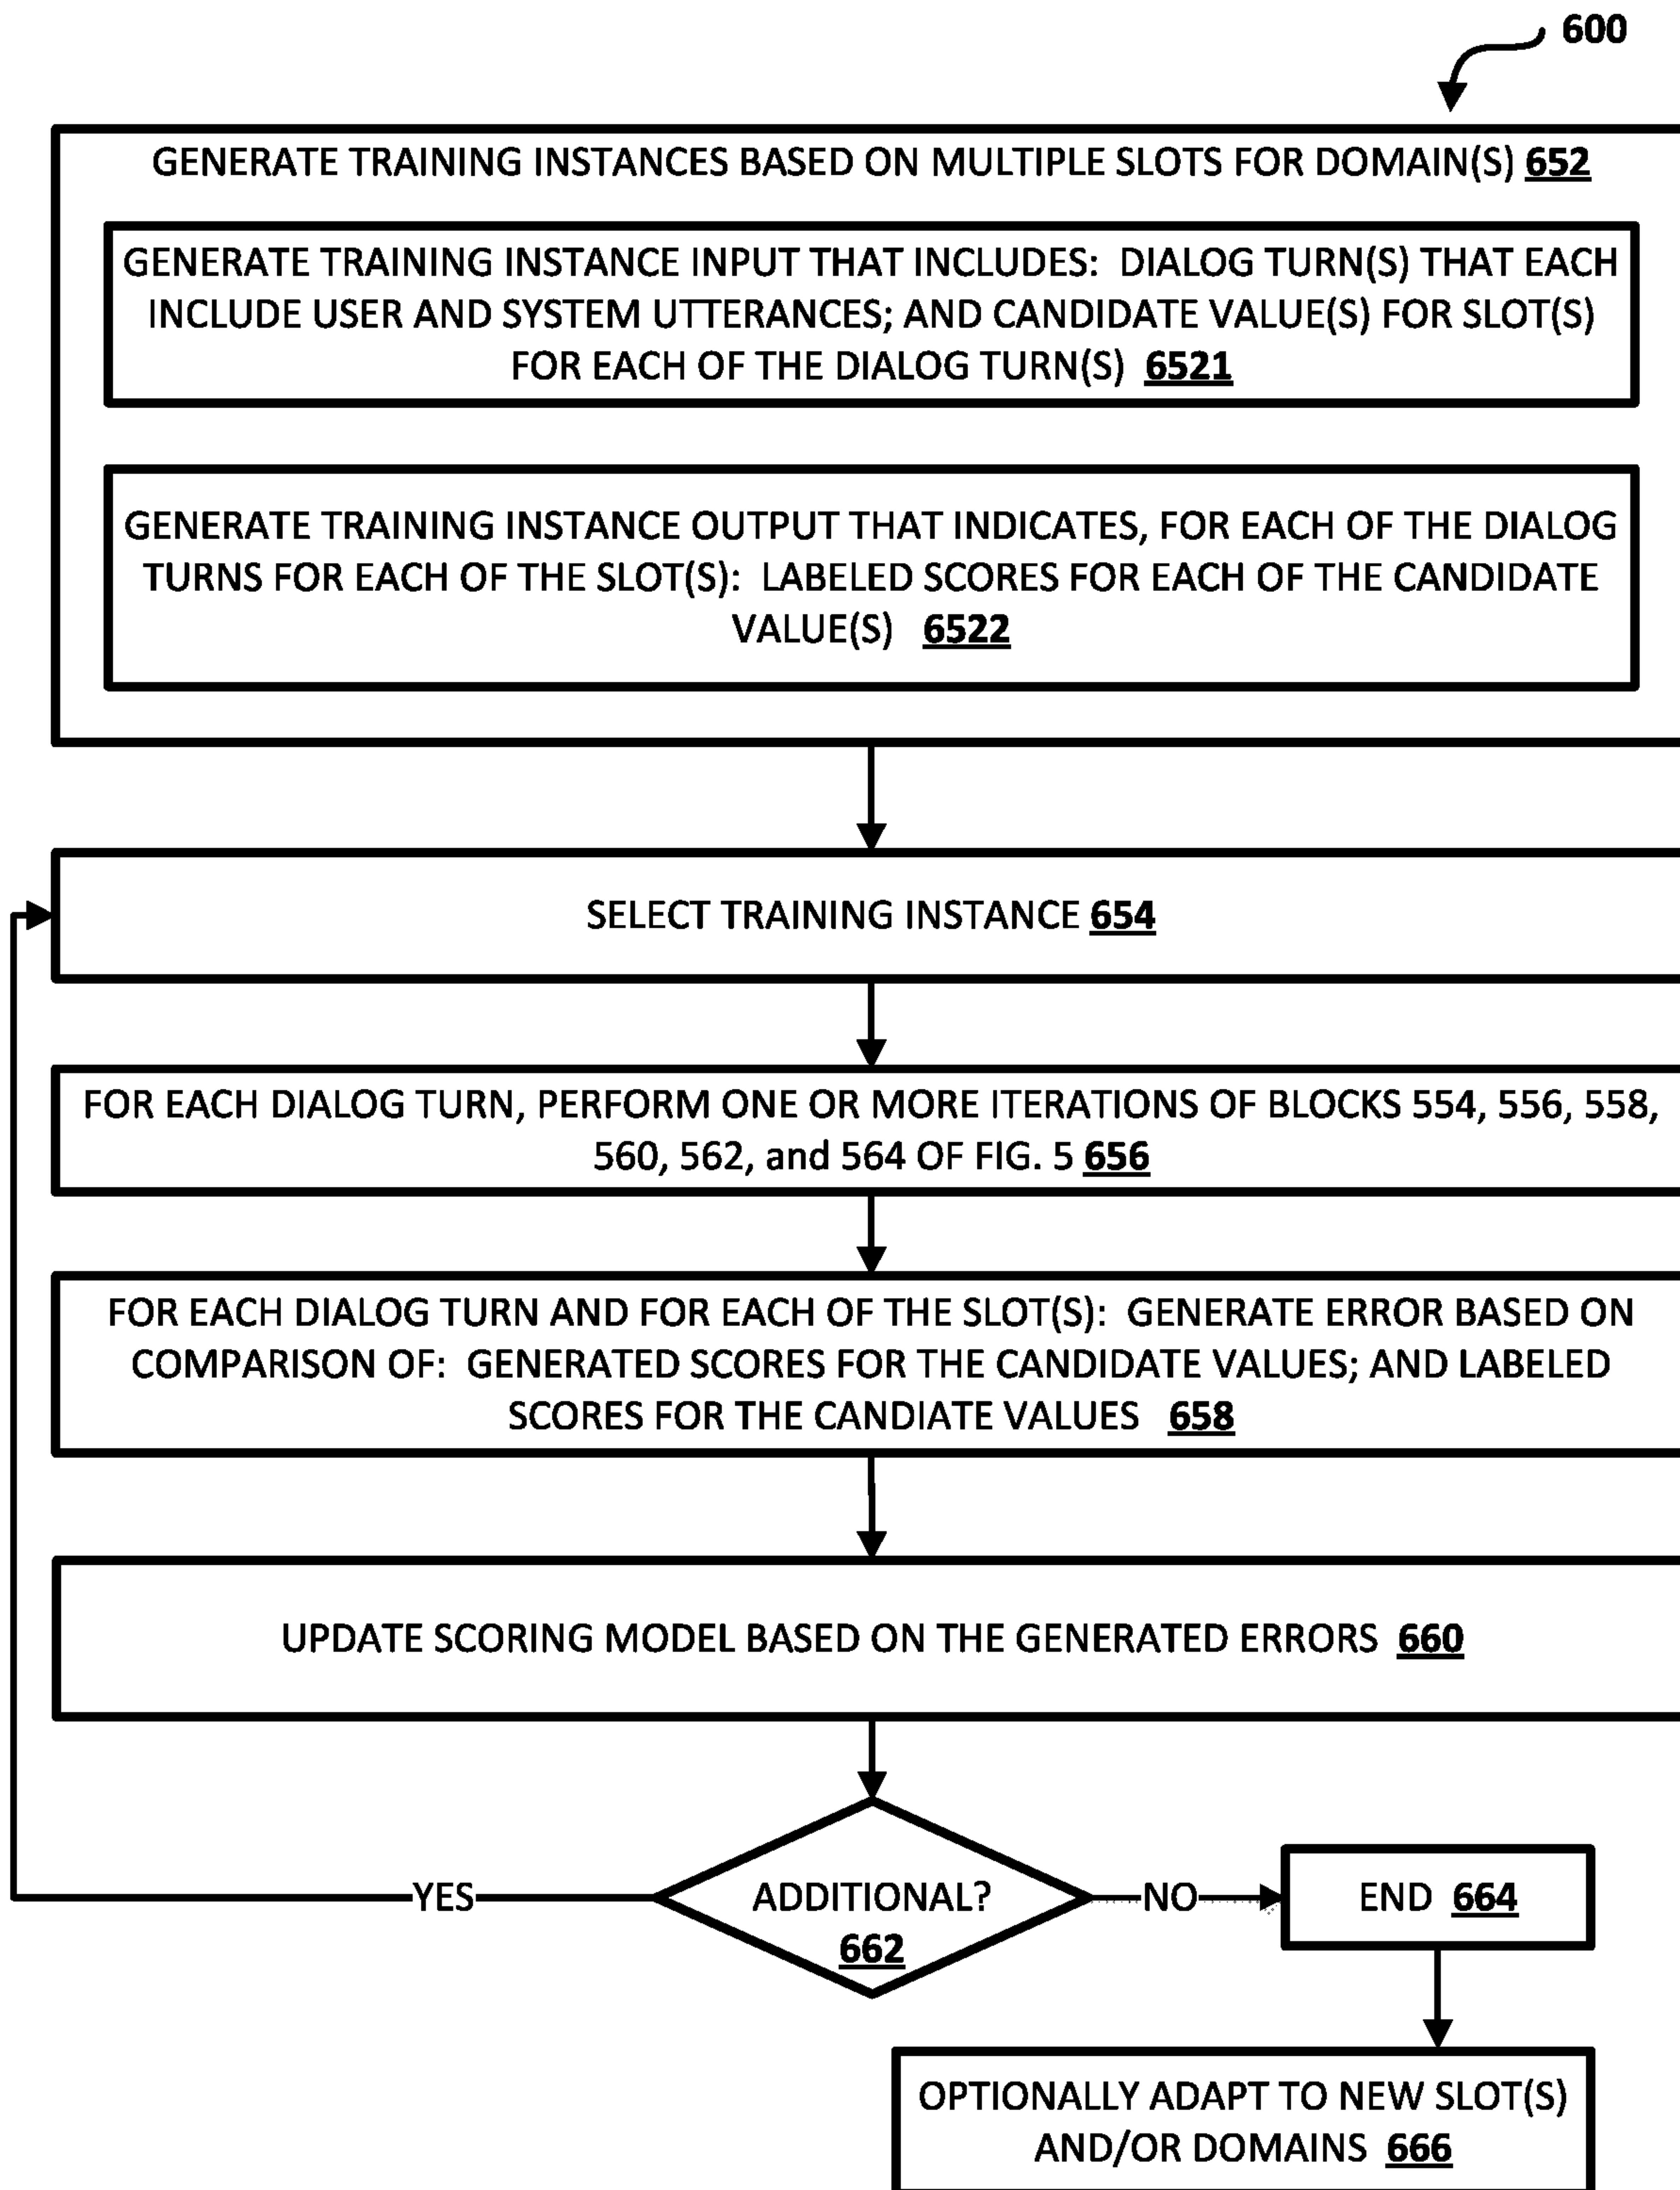 600
GENERATE TRAINING INSTANCES BASED ON MULTIPLE SLOTS FOR DOMAIN(S) 652
GENERATE TRAINING INSTANCE INPUT THAT INCLUDES: DIALOG TURN(S) THAT EACH
INCLUDE USER AND SYSTEM UTTERANCES; AND CANDIDATE VALUE(S) FOR SLOT(S)
FOR EACH OF THE DIALOG TURN(S) 6521
GENERATE TRAINING INSTANCE OUTPUT THAT INDICATES, FOR EACH OF THE DIALOG
TURNS FOR EACH OF THE SLOT(S): LABELED SCORES FOR EACH OF THE CANDIDATE
VALUE(S) 6522
SELECT TRAINING INSTANCE 654
FOR EACH DIALOG TURN, PERFORM ONE OR MORE ITERATIONS OF BLOCKS 554, 556, 558,
560, 562, and 564 OF FIG. 5 656
FOR EACH DIALOG TURN AND FOR EACH OF THE SLOT(S): GENERATE ERROR BASED ON
COMPARISON OF: GENERATED SCORES FOR THE CANDIDATE VALUES; AND LABELED
SCORES FOR THE CANDIATE VALUES 658
UPDATE SCORING MODEL BASED ON THE GENERATED ERRORS 660
YES
ADDITIONAL?
662
NO
END 664
OPTIONALLY ADAPT TO NEW SLOT(S)
AND/OR DOMAINS 666